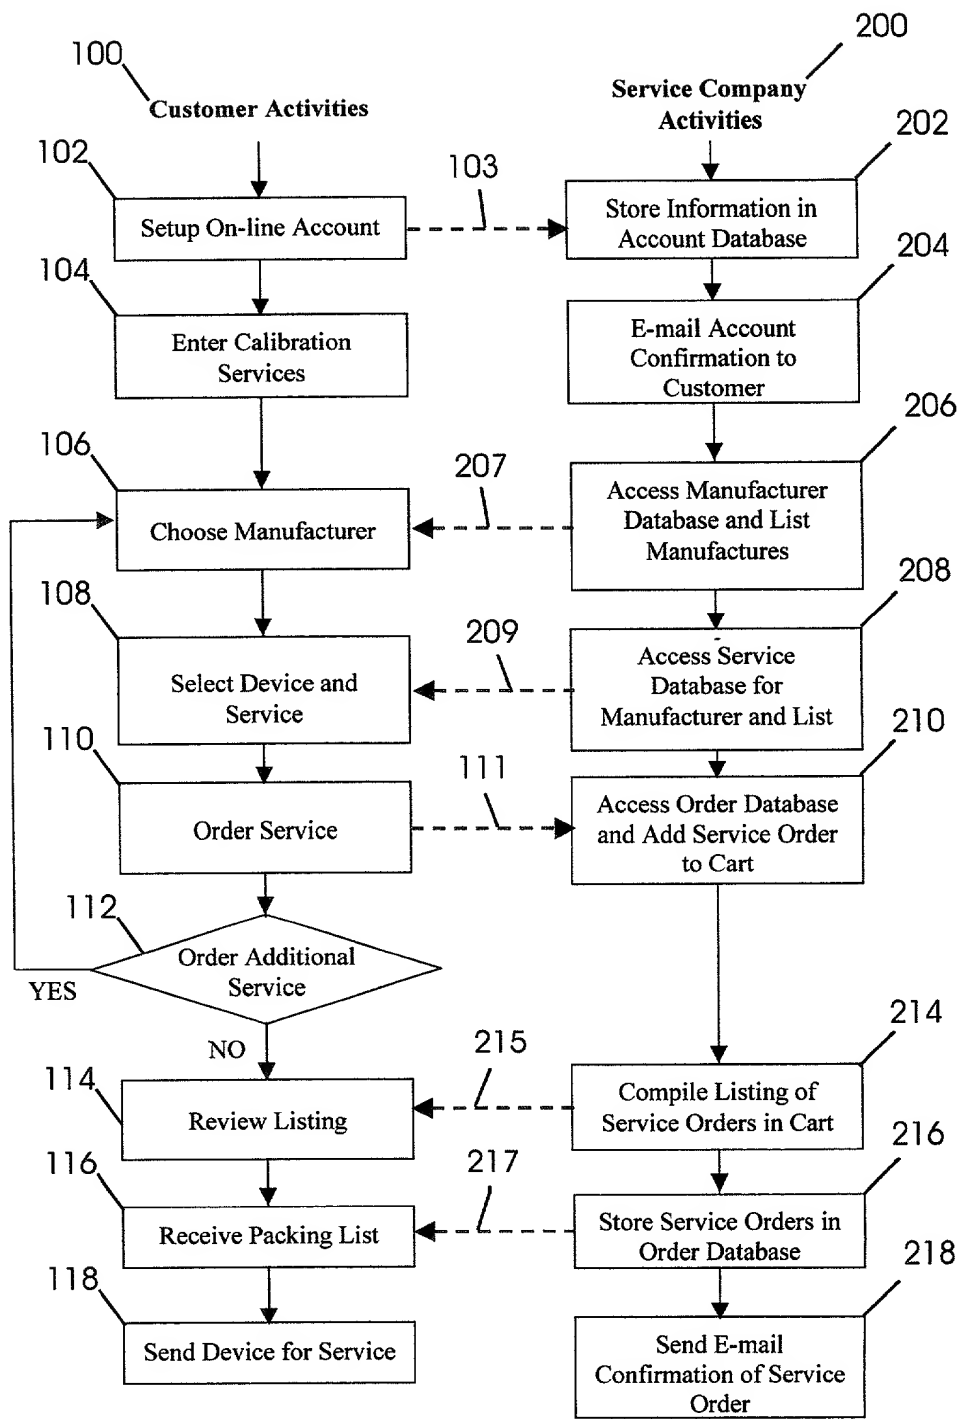 100
Customer Activities
200
Service Company
Activities
102
Setup On-line Account
103
202
Store Information in
Account Database
104
Enter Calibration
Services
204
E-mail Account
Confirmation to
Customer
106
Choose Manufacturer
207
206
Access Manufacturer
Database and List
Manufactures
108
Select Device and
Service
209
208
Access Service
Database for
Manufacturer and List
110
Order Service
111
210
Access Order Database
and Add Service Order
to Cart
112
Order Additional
Service
YES
NO
114
Review Listing
215
214
Compile Listing of
Service Orders in Cart
116
Receive Packing List
217
216
Store Service Orders in
Order Database
118
Send Device for Service
218
Send E-mail
Confirmation of Service
Order